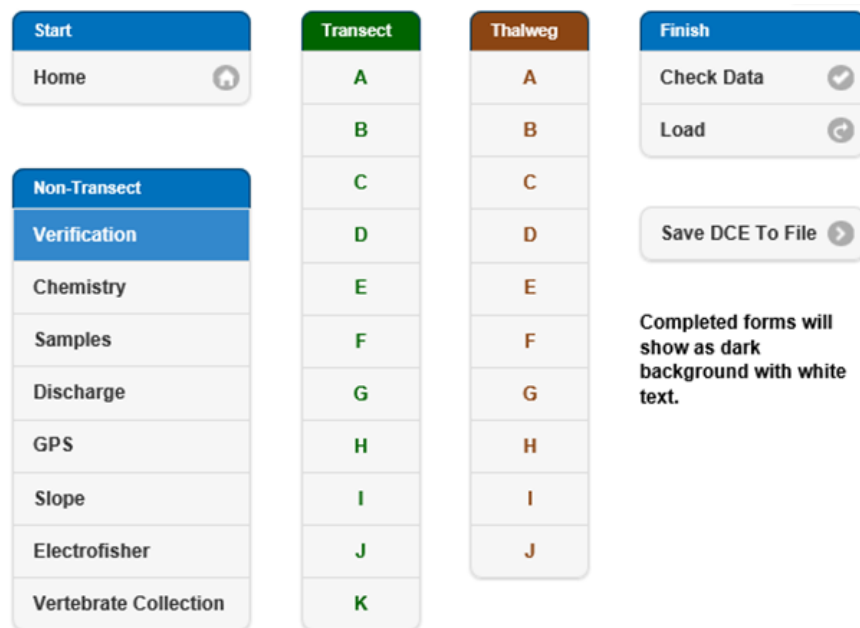 Start
Home
Non-Transect
Verification
Chemistry
Samples
Discharge
GPS
Slope
Electrofisher
Vertebrate Collection
Transect
A
B
C
D
E
F
G
H
I
J
K
Thalweg
A
B
C
D
E
F
G
H
I
J
Finish
Check Data
Load
Save DCE To File
Completed forms will
show as dark
background with white
text.